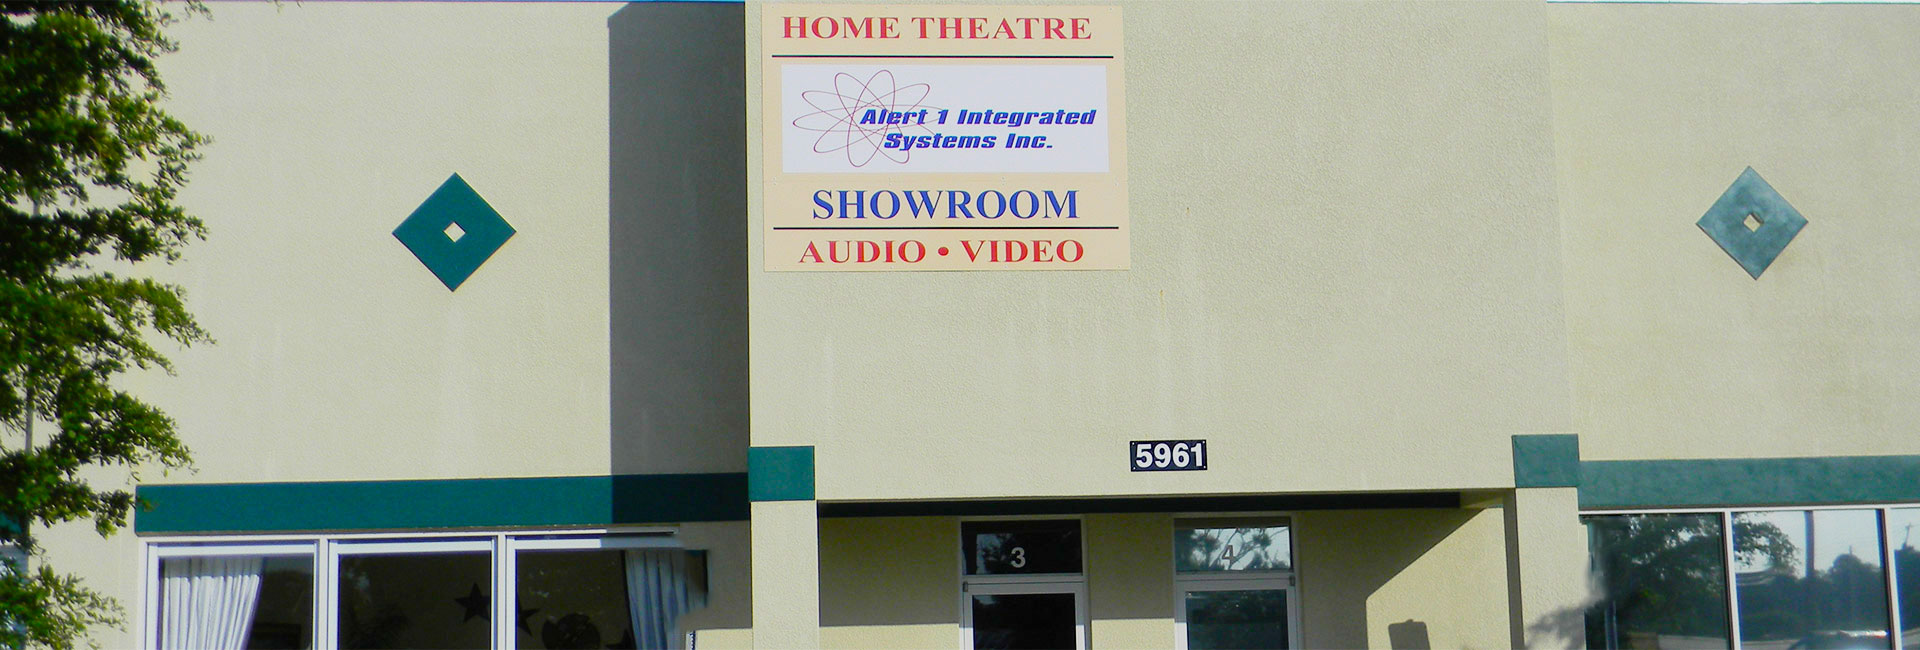 HOME THEATRE
Alert 1 Integrated
Systems Inc.
SHOWROOM
AUDIO • VIDEO
5961
3
4